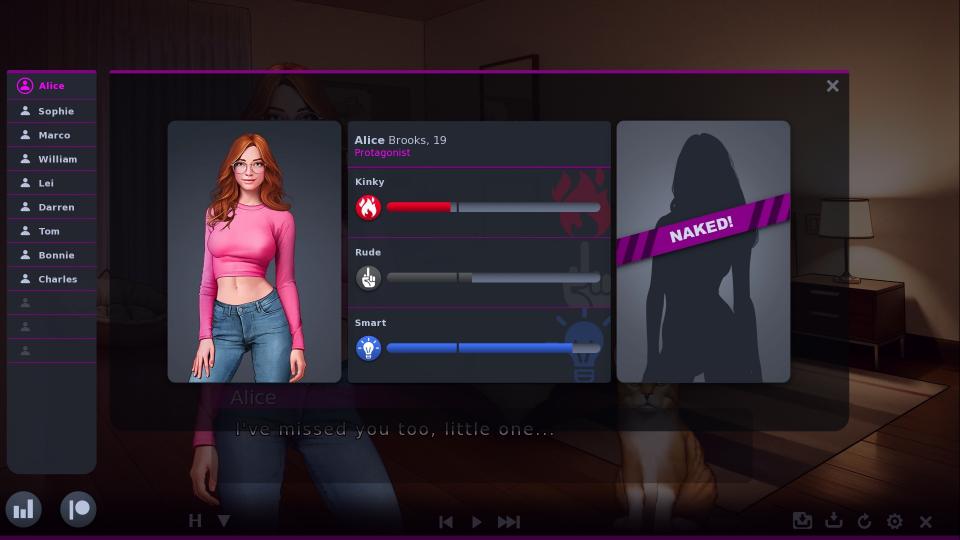 Alice
Sophie
Marco
William
Lei
Darren
Tom
Bonnie
Charles
Alice Brooks, 19
Protagonist
Kinky
Rude
Smart
NAKED!
Alice
I've missed you too, little one...
H